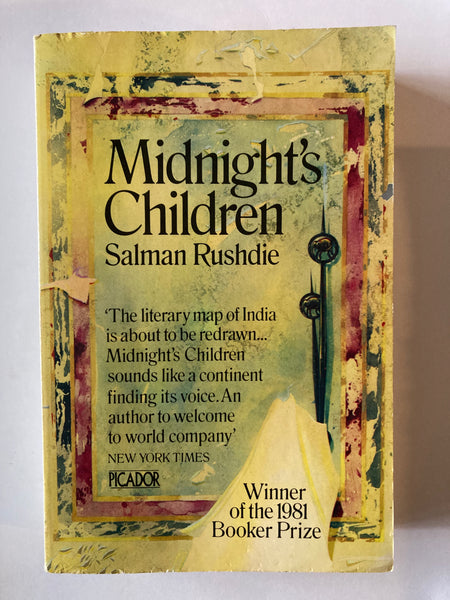 Midnight's
Children
Salman Rushdie
'The literary map of India
is about to be redrawn...
Midnight's Children
sounds like a continent
finding its voice. An
author to welcome
to world company'
NEW YORK TIMES
PICADOR
Winner
of the 1981
Booker Prize